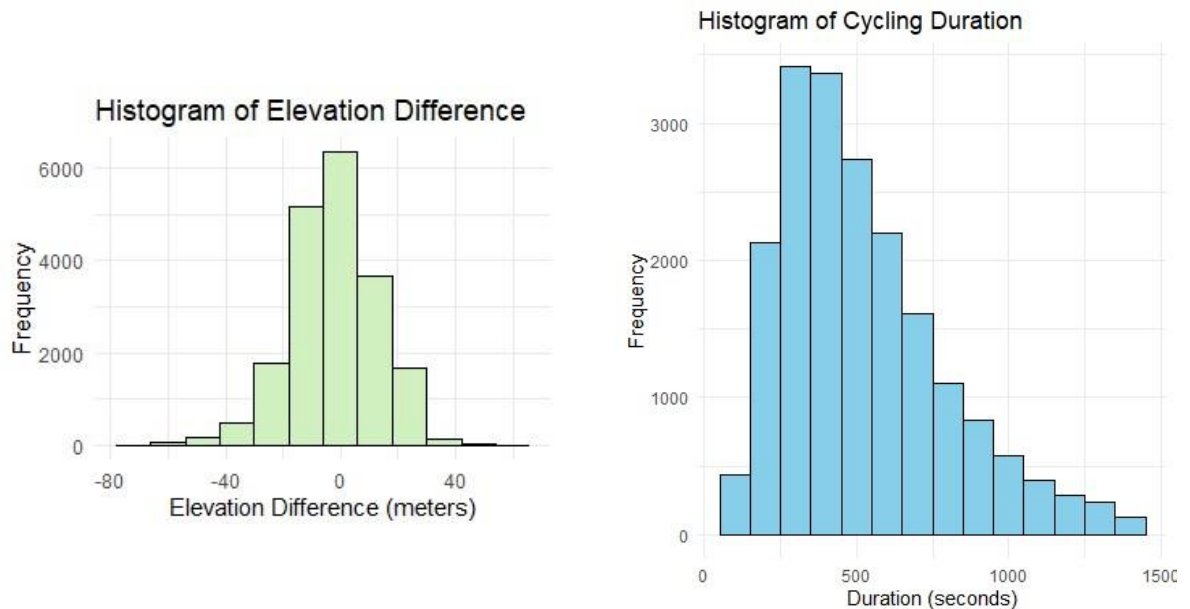 Histogram of Elevation Difference
Frequency
6000
4000
2000
0
-80
-40
0
40
Elevation Difference (meters)
Histogram of Cycling Duration
Frequency
3000
2000
1000
0
0
500
1000
1500
Duration (seconds)